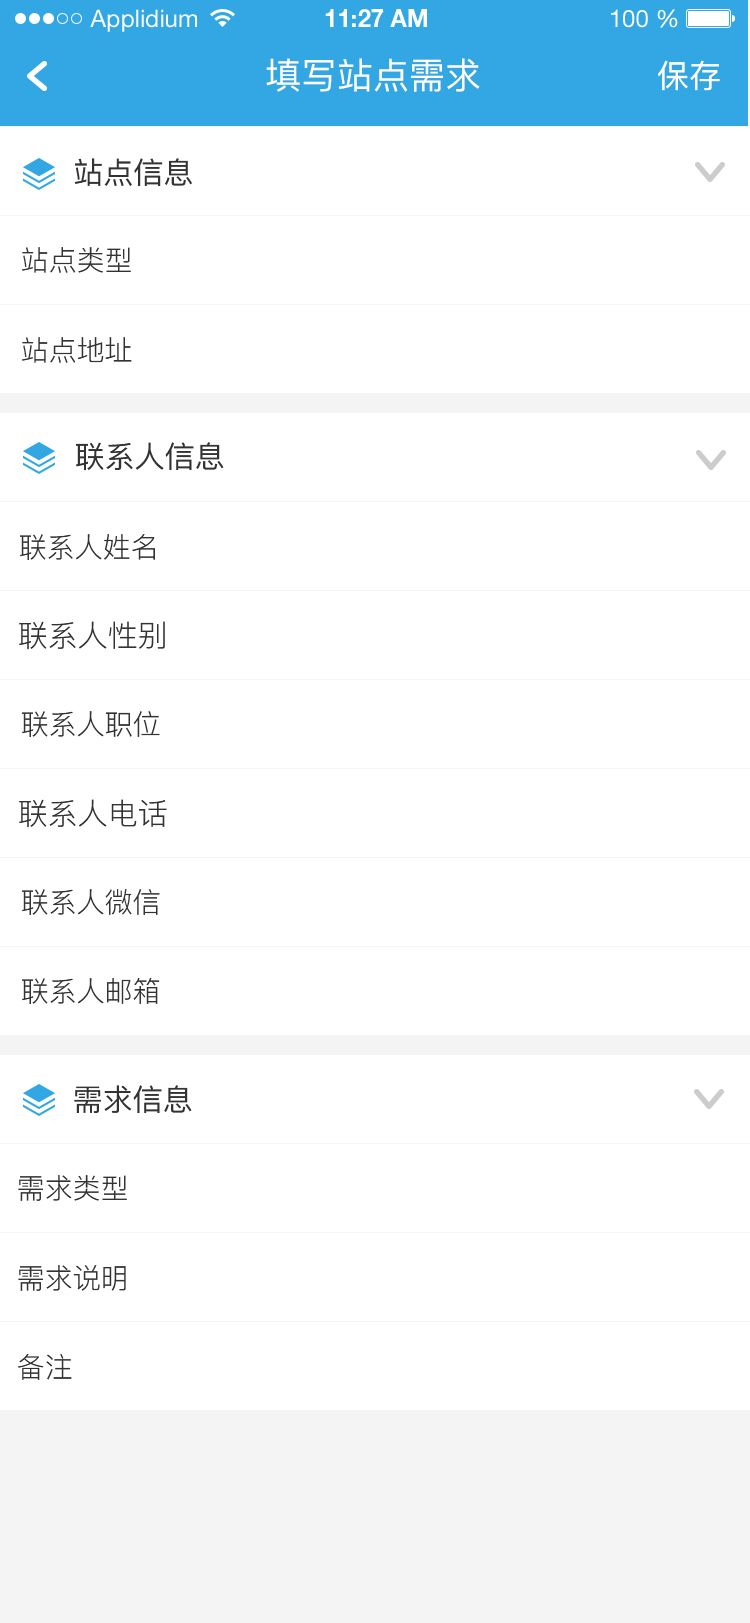 Applidium 11:27 AM 100 %
填写站点需求 保存
站点信息
站点类型
站点地址
联系人信息
联系人姓名
联系人性别
联系人职位
联系人电话
联系人微信
联系人邮箱
需求信息
需求类型
需求说明
备注